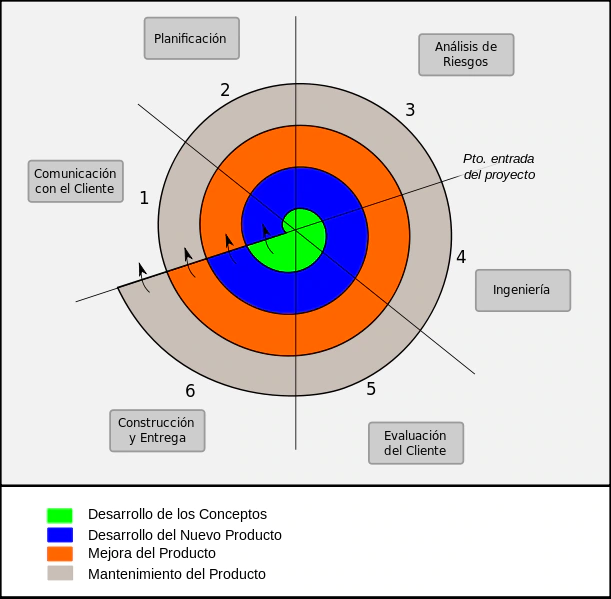 Planificación
Análisis de
Riesgos
2
3
Pto. entrada
del proyecto
Comunicación
con el Cliente
1
4
Ingeniería
6
5
Construcción
y Entrega
Evaluación
del Cliente
Desarrollo de los Conceptos
Desarrollo del Nuevo Producto
Mejora del Producto
Mantenimiento del Producto